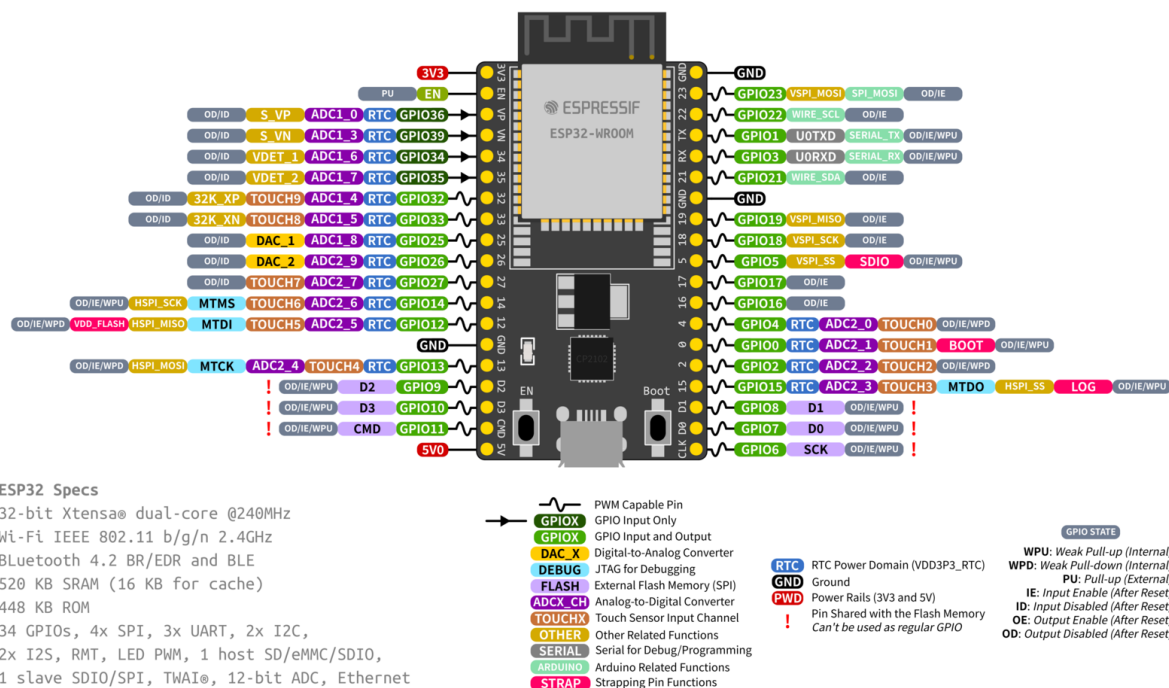 3V3
PU EN
OD/ID S_VP ADC1_0 RTC GPIO36
OD/ID S_VN ADC1_3 RTC GPIO39
OD/ID VDET_1 ADC1_6 RTC GPIO34
OD/ID VDET_2 ADC1_7 RTC GPIO35
OD/ID 32K_XP TOUCH9 ADC1_4 RTC GPIO32
OD/ID 32K_XN TOUCH8 ADC1_5 RTC GPIO33
OD/ID DAC_1 ADC1_8 RTC GPIO25
OD/ID DAC_2 ADC2_9 RTC GPIO26
OD/ID TOUCH7 ADC2_7 RTC GPIO27
OD/IE/WPU HSPI_SCK MTMS TOUCH6 ADC2_6 RTC GPIO14
OD/IE/WPD VDD_FLASH HSPI_MISO MTDI TOUCH5 ADC2_5 RTC GPIO12
GND
OD/IE/WPD HSPI_MOSI MTCK ADC2_4 TOUCH4 RTC GPIO13
! OD/IE/WPU D2 GPIO9
! OD/IE/WPU D3 GPIO10
! OD/IE/WPU CMD GPIO11
5V0
3V3
EN
VP
VN
34
35
32
33
25
26
27
14
12
GND
13
D2
D3
CMD
5V
ESPRESSIF
ESP32-WROOM
CP2102
EN
Boot
GND
23
22
TX
RX
21
GND
19
18
5
17
16
4
0
2
15
D1
D0
CLK
GND
GPIO23 VSPI_MOSI SPI_MOSI OD/IE
GPIO22 WIRE_SCL OD/IE
GPIO1 U0TXD SERIAL_TX OD/IE/WPU
GPIO3 U0RXD SERIAL_RX OD/IE/WPU
GPIO21 WIRE_SDA OD/IE
GND
GPIO19 VSPI_MISO OD/IE
GPIO18 VSPI_SCK OD/IE
GPIO5 VSPI_SS SDIO OD/IE/WPU
GPIO17 OD/IE
GPIO16 OD/IE
GPIO4 RTC ADC2_0 TOUCH0 OD/IE/WPD
GPIO0 RTC ADC2_1 TOUCH1 BOOT OD/IE/WPU
GPIO2 RTC ADC2_2 TOUCH2 OD/IE/WPD
GPIO15 RTC ADC2_3 TOUCH3 MTDO HSPI_SS LOG OD/IE/WPU
GPIO8 D1 OD/IE/WPU !
GPIO7 D0 OD/IE/WPU !
GPIO6 SCK OD/IE/WPU !
ESP32 Specs
32-bit Xtensa® dual-core @240MHz
Wi-Fi IEEE 802.11 b/g/n 2.4GHz
BLuetooth 4.2 BR/EDR and BLE
520 KB SRAM (16 KB for cache)
448 KB ROM
34 GPIOs, 4x SPI, 3x UART, 2x I2C,
2x I2S, RMT, LED PWM, 1 host SD/eMMC/SDIO,
1 slave SDIO/SPI, TWAI®, 12-bit ADC, Ethernet
PWM Capable Pin
GPIOX GPIO Input Only
GPIOX GPIO Input and Output
DAC_X Digital-to-Analog Converter
DEBUG JTAG for Debugging
FLASH External Flash Memory (SPI)
ADCX_CH Analog-to-Digital Converter
TOUCHX Touch Sensor Input Channel
OTHER Other Related Functions
SERIAL Serial for Debug/Programming
ARDUINO Arduino Related Functions
STRAP Strapping Pin Functions
RTC RTC Power Domain (VDD3P3_RTC)
GND Ground
PWD Power Rails (3V3 and 5V)
! Pin Shared with the Flash Memory
Can't be used as regular GPIO
GPIO STATE
WPU: Weak Pull-up (Internal)
WPD: Weak Pull-down (Internal)
PU: Pull-up (External)
IE: Input Enable (After Reset)
ID: Input Disabled (After Reset)
OE: Output Enable (After Reset)
OD: Output Disabled (After Reset)